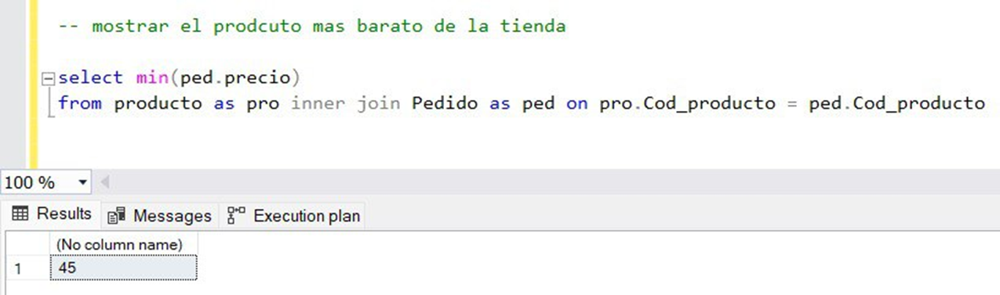 -- mostrar el prodcuto mas barato de la tienda
select min(ped.precio)
from producto as pro inner join Pedido as ped on pro.Cod_producto = ped.Cod_producto
100 %
Results Messages Execution plan
(No column name)
1 45